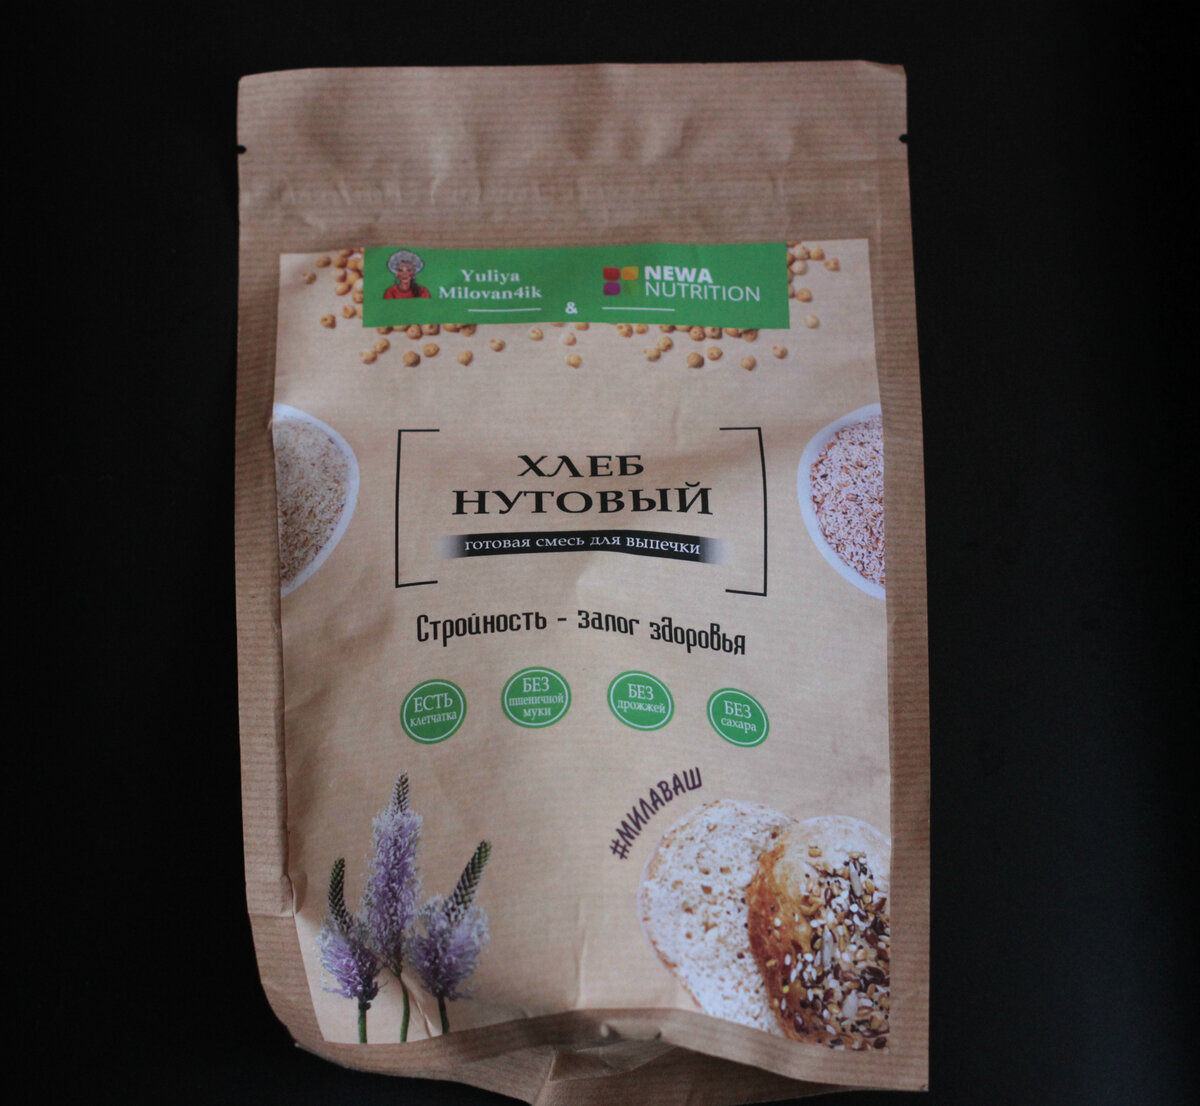 Yuliya
Milovan4ik
&
NEWA
NUTRITION
ХЛЕБ
НУТОВЫЙ
готовая смесь для выпечки
Стройность - залог здоровья
ЕСТЬ
клетчатка
БЕЗ
пшеничной
муки
БЕЗ
дрожжей
БЕЗ
сахара
#МИЛАВАШ